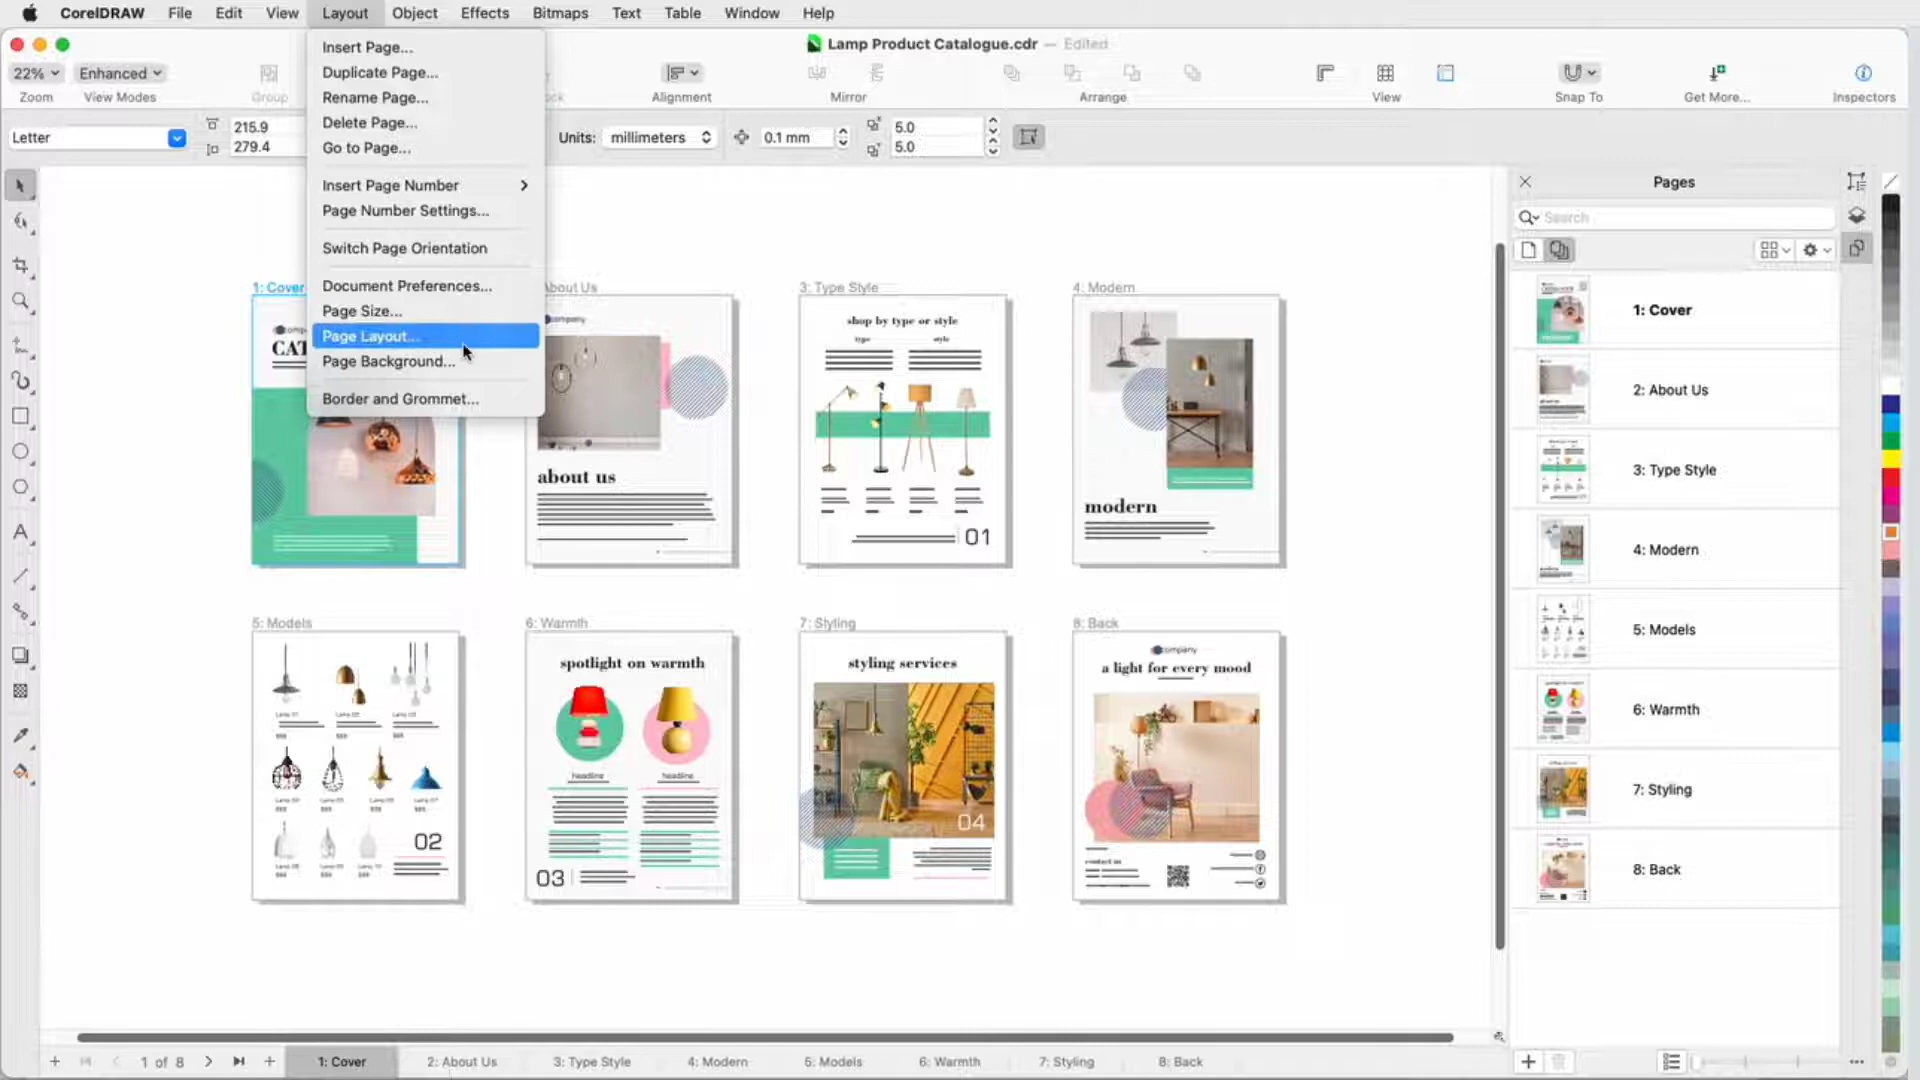 CorelDRAW File Edit View Layout Object Effects Bitmaps Text Table Window Help
Lamp Product Catalogue.cdr — Edited
22% Enhanced
Zoom View Modes Group Alignment Mirror Arrange View Snap To Get More... Inspectors
Letter 215.9 Units: millimeters 0.1 mm 5.0
279.4 5.0
Insert Page...
Duplicate Page...
Rename Page...
Delete Page...
Go to Page...
Insert Page Number
Page Number Settings...
Switch Page Orientation
Document Preferences...
Page Size...
Page Layout...
Page Background...
Border and Grommet...
1: Cover About Us 3: Type Style 4: Modern
CAT
company
about us
shop by type or style
type style
01
modern
5: Models 6: Warmth 7: Styling 8: Back
02
spotlight on warmth
headline headline
03
styling services
04
company
a light for every mood
contact us
Pages
Search
1: Cover
2: About Us
3: Type Style
4: Modern
5: Models
6: Warmth
7: Styling
8: Back
1 of 8 1: Cover 2: About Us 3: Type Style 4: Modern 5: Models 6: Warmth 7: Styling 8: Back